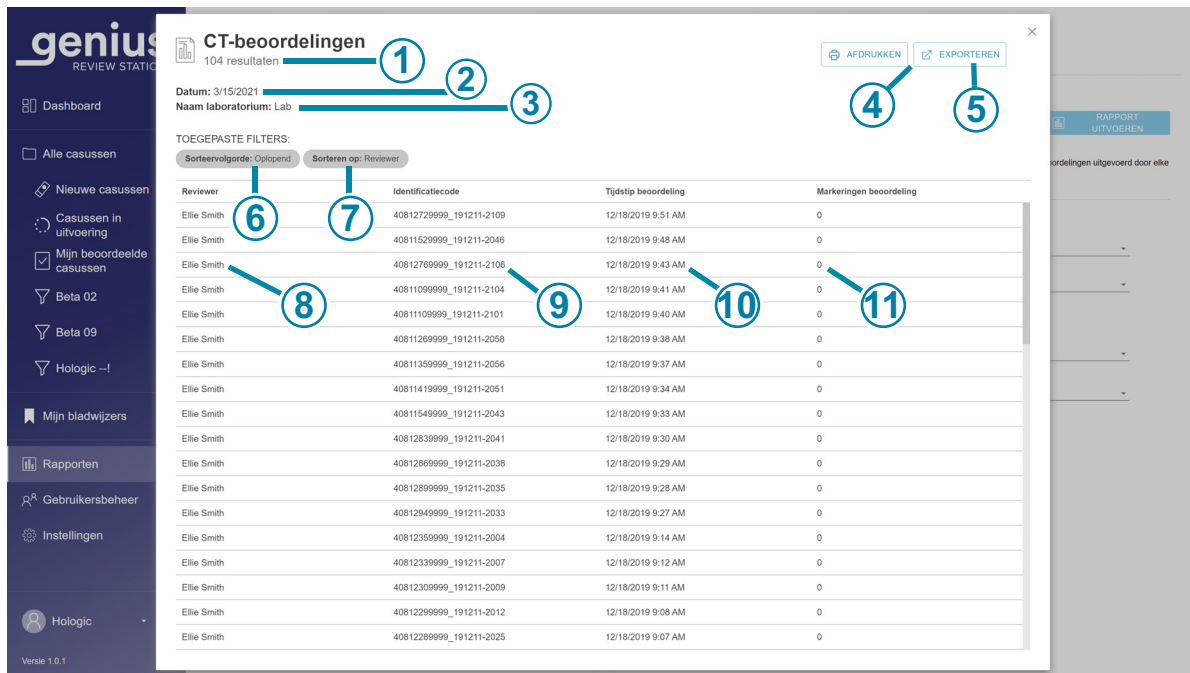 genius
REVIEW STATIO
Dashboard
Alle casussen
Nieuwe casussen
Casussen in
uitvoering
Mijn beoordeelde
casussen
Beta 02
Beta 09
Hologic --!
Mijn bladwijzers
Rapporten
Gebruikersbeheer
Instellingen
Hologic
Versie 1.0.1
CT-beoordelingen
104 resultaten
1
AFDRUKKEN
EXPORTEREN
Datum: 3/15/2021
2
Naam laboratorium: Lab
3
4
5
TOEGEPASTE FILTERS:
Sorteervolgorde: Oplopend Sorteren op: Reviewer
6
7
Reviewer Identificatiecode Tijdstip beoordeling Markeringen beoordeling
Ellie Smith 40812729999_191211-2109 12/18/2019 9:51 AM 0
Ellie Smith 40811529999_191211-2046 12/18/2019 9:48 AM 0
Ellie Smith 40812769999_191211-2106 12/18/2019 9:43 AM 0
8
9
10
11
Ellie Smith 40811099999_191211-2104 12/18/2019 9:41 AM 0
Ellie Smith 40811109999_191211-2101 12/18/2019 9:40 AM 0
Ellie Smith 40811269999_191211-2058 12/18/2019 9:38 AM 0
Ellie Smith 40811359999_191211-2056 12/18/2019 9:37 AM 0
Ellie Smith 40811419999_191211-2051 12/18/2019 9:34 AM 0
Ellie Smith 40811549999_191211-2043 12/18/2019 9:33 AM 0
Ellie Smith 40812839999_191211-2041 12/18/2019 9:30 AM 0
Ellie Smith 40812869999_191211-2038 12/18/2019 9:29 AM 0
Ellie Smith 40812899999_191211-2035 12/18/2019 9:28 AM 0
Ellie Smith 40812949999_191211-2033 12/18/2019 9:27 AM 0
Ellie Smith 40812359999_191211-2004 12/18/2019 9:14 AM 0
Ellie Smith 40812339999_191211-2007 12/18/2019 9:12 AM 0
Ellie Smith 40812309999_191211-2009 12/18/2019 9:11 AM 0
Ellie Smith 40812299999_191211-2012 12/18/2019 9:08 AM 0
Ellie Smith 40812289999_191211-2025 12/18/2019 9:07 AM 0
RAPPORT
UITVOEREN
oordelingen uitgevoerd door elke